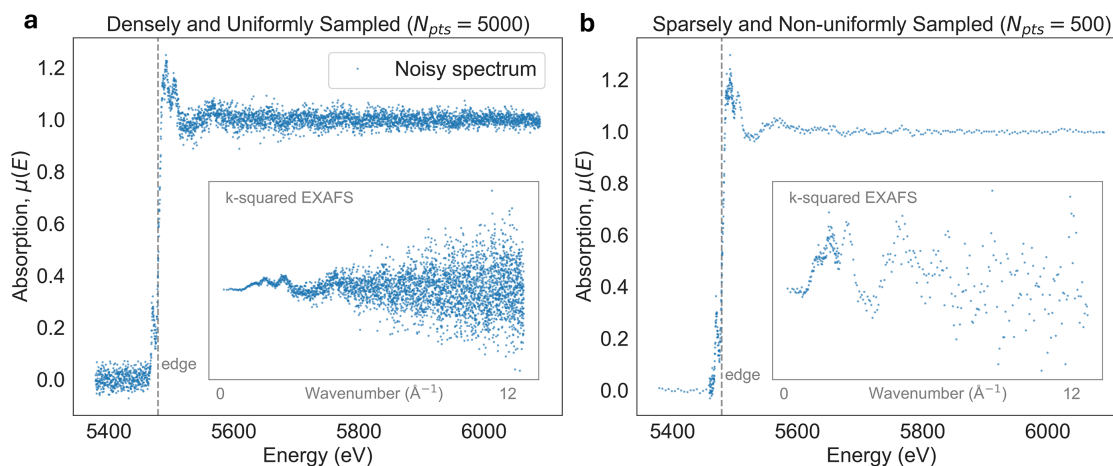 a
Densely and Uniformly Sampled (N_pts = 5000)
Noisy spectrum
Absorption, μ(E)
1.2
1.0
0.8
0.6
0.4
0.2
0.0
k-squared EXAFS
edge
0
Wavenumber (Å⁻¹)
12
5400
5600
5800
6000
Energy (eV)
b
Sparsely and Non-uniformly Sampled (N_pts = 500)
Absorption, μ(E)
1.2
1.0
0.8
0.6
0.4
0.2
0.0
k-squared EXAFS
edge
0
Wavenumber (Å⁻¹)
12
5400
5600
5800
6000
Energy (eV)